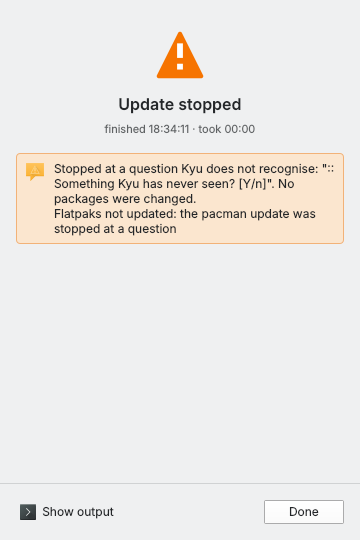 Update stopped
finished 18:34:11 · took 00:00
Stopped at a question Kyu does not recognise: "::
Something Kyu has never seen? [Y/n]". No
packages were changed.
Flatpaks not updated: the pacman update was
stopped at a question
Show output
Done